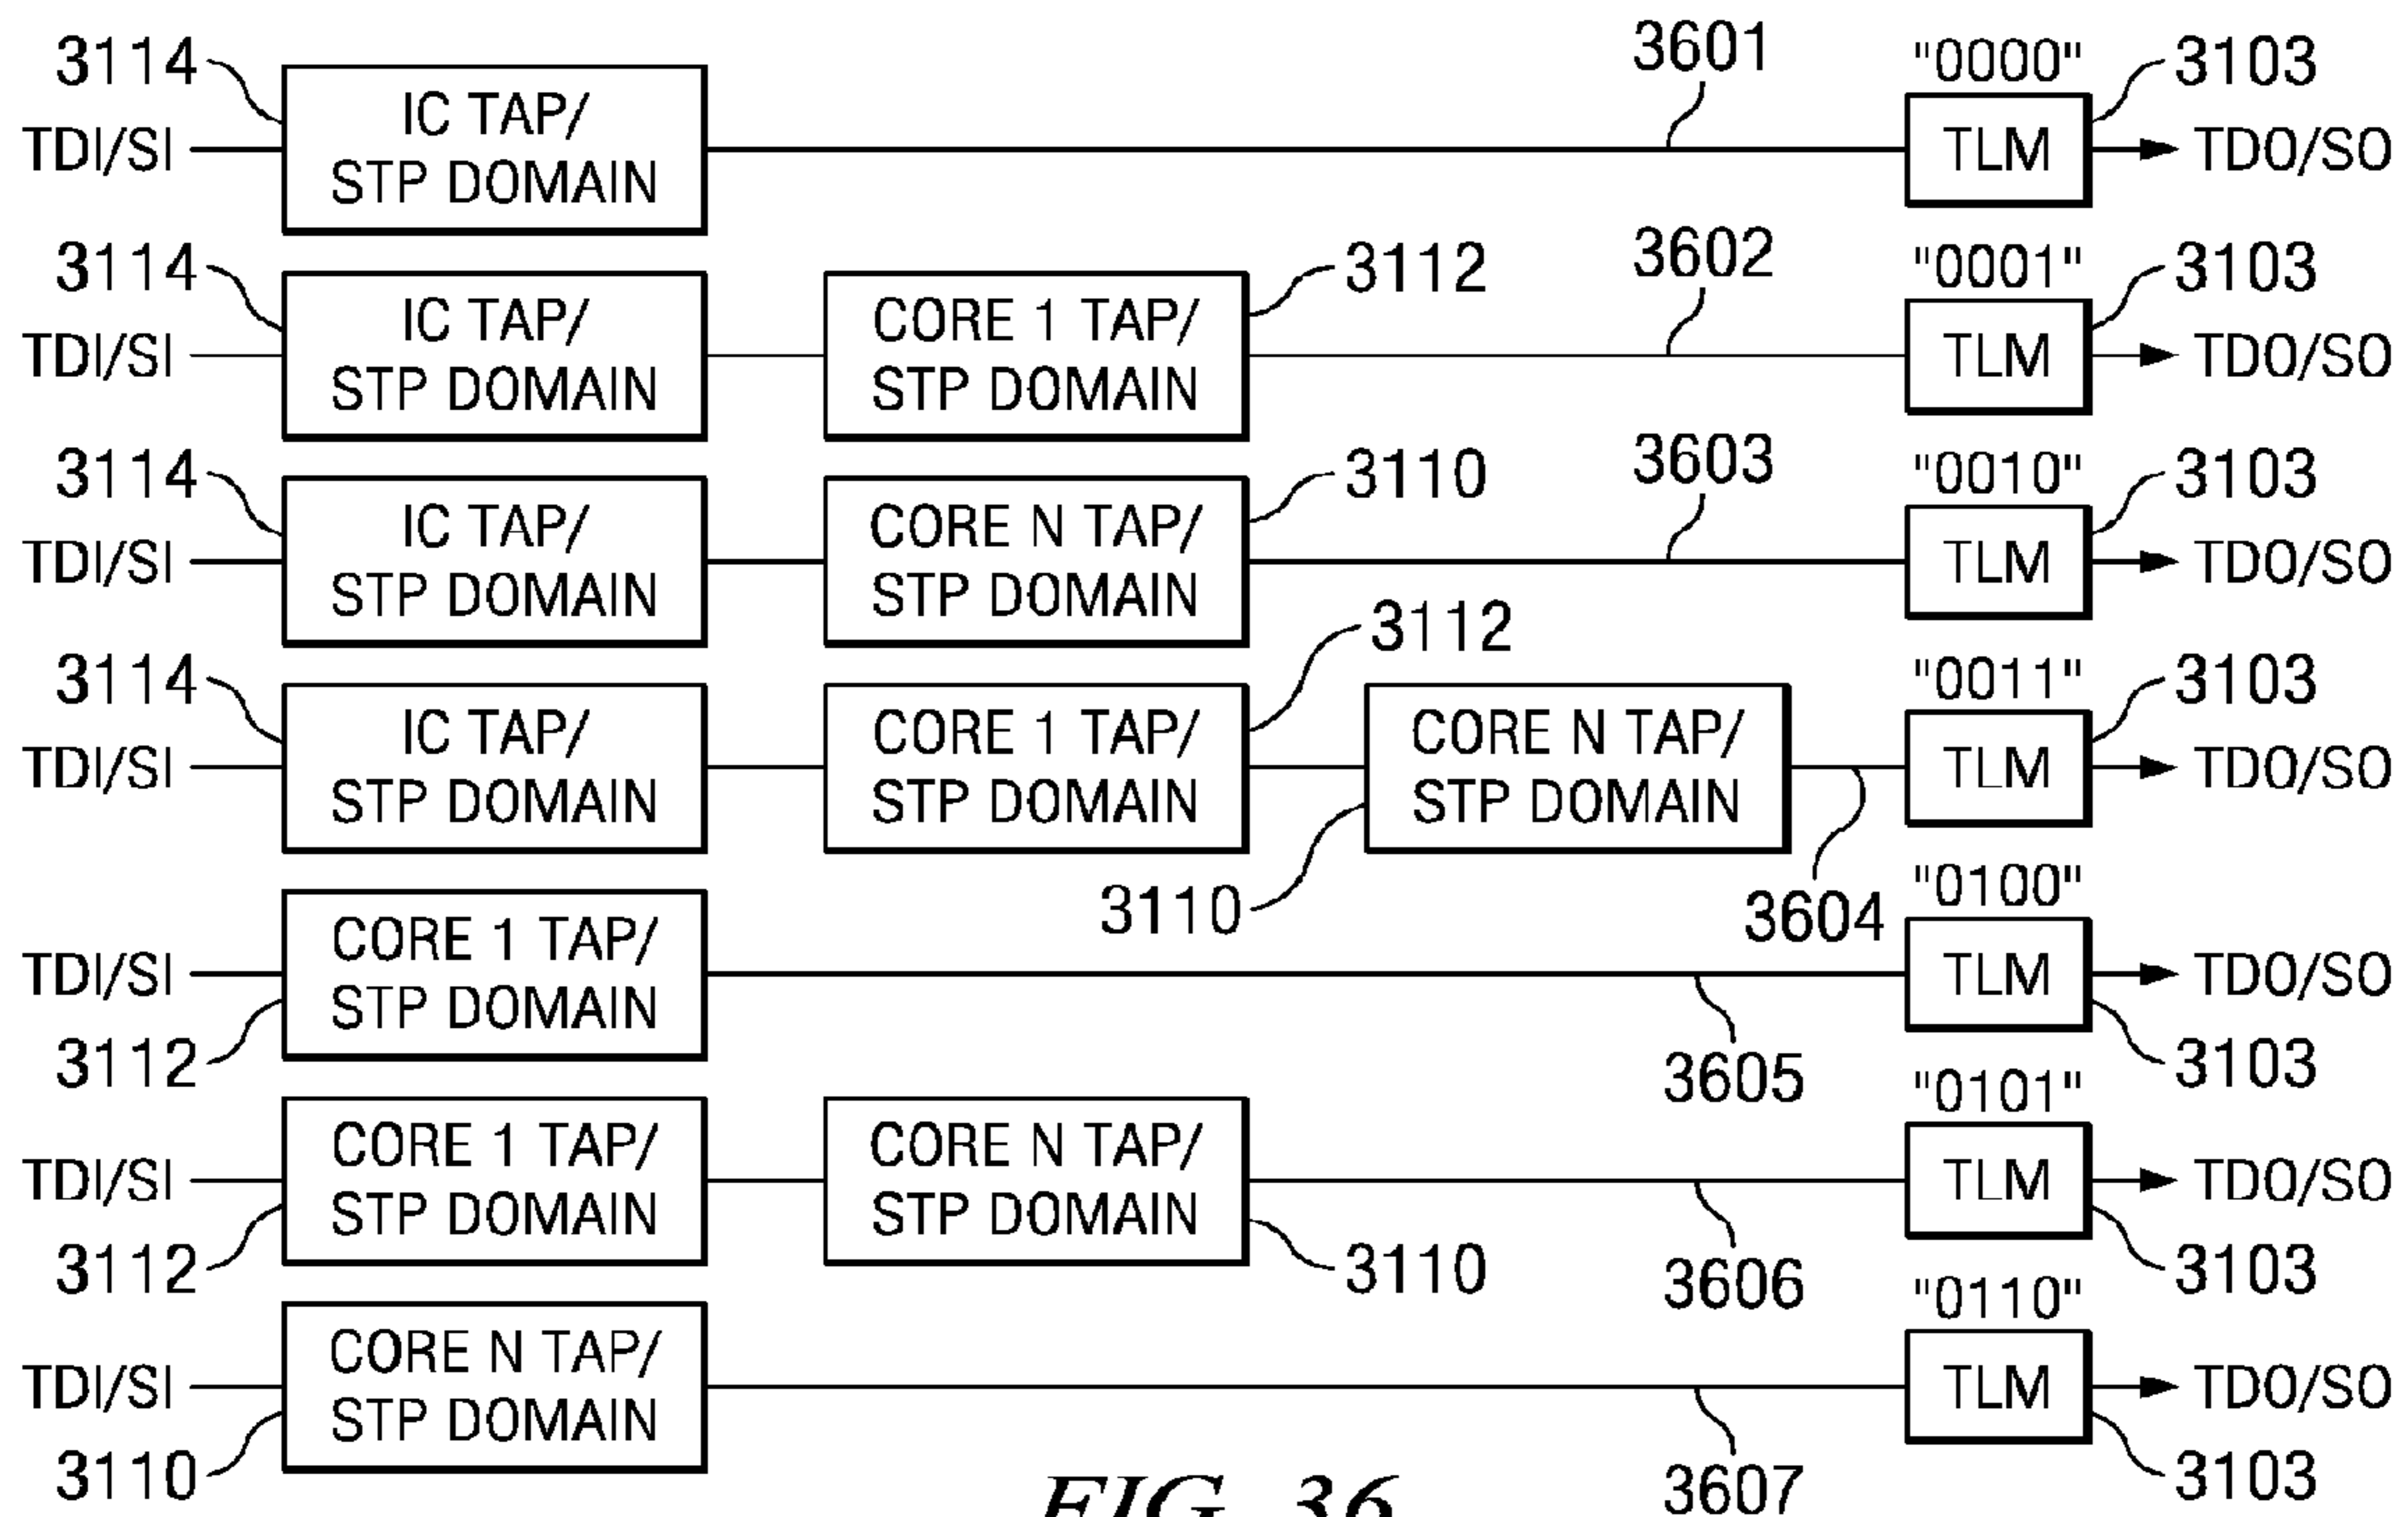 3601
"0000"
3114
IC TAP/
3103
TDI/SI
STP DOMAIN
TLM
TDO/SO
3602
"0001"
3114
3112
3103
IC TAP/
CORE 1 TAP/
TDI/SI
STP DOMAIN
STP DOMAIN
TLM
TDO/SO
3603
"0010"
3114
3110
3103
IC TAP/
CORE N TAP/
TDI/SI
STP DOMAIN
STP DOMAIN
TLM
TDO/SO
3112
"0011"
3114
3103
IC TAP/
CORE 1 TAP/
CORE N TAP/
TDI/SI
STP DOMAIN
STP DOMAIN
STP DOMAIN
TLM
TDO/SO
3110
3604
"0100"
CORE 1 TAP/
TDI/SI
STP DOMAIN
TLM
TDO/SO
3112
3605
3103
"0101"
CORE 1 TAP/
CORE N TAP/
TDI/SI
STP DOMAIN
STP DOMAIN
TLM
TDO/SO
3112
3110
3606
3103
"0110"
CORE N TAP/
TDI/SI
STP DOMAIN
TLM
TDO/SO
3110
3607
3103
FIG. 36